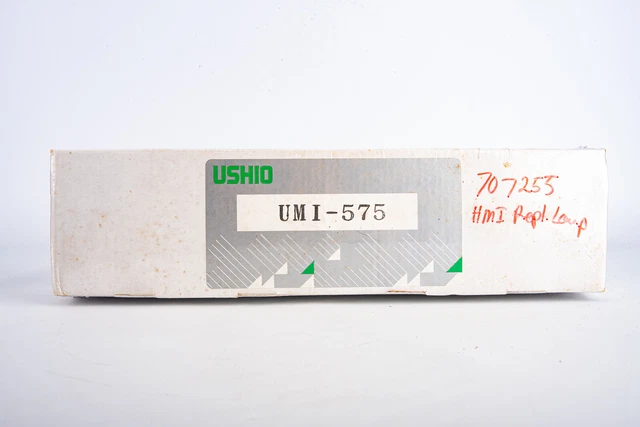 USHIO
UMI-575
707255
HMI Repl. Lamp